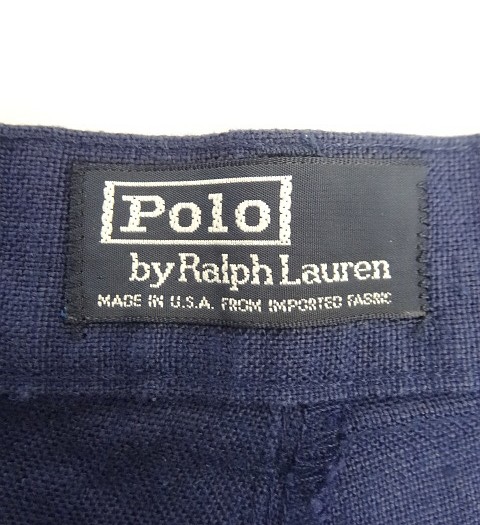 Polo
by Ralph Lauren
MADE IN U.S.A. FROM IMPORTED FABRIC